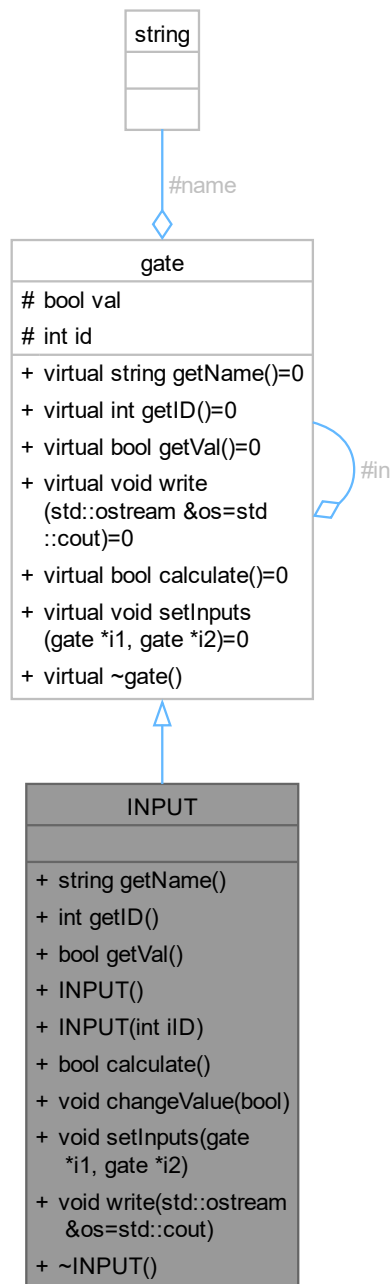 string
#name
gate
# bool val
# int id
+ virtual string getName()=0
+ virtual int getID()=0
+ virtual bool getVal()=0
+ virtual void write
(std::ostream &os=std
::cout)=0
+ virtual bool calculate()=0
+ virtual void setInputs
(gate *i1, gate *i2)=0
+ virtual ~gate()
#in
INPUT
+ string getName()
+ int getID()
+ bool getVal()
+ INPUT()
+ INPUT(int iID)
+ bool calculate()
+ void changeValue(bool)
+ void setInputs(gate
*i1, gate *i2)
+ void write(std::ostream
&os=std::cout)
+ ~INPUT()